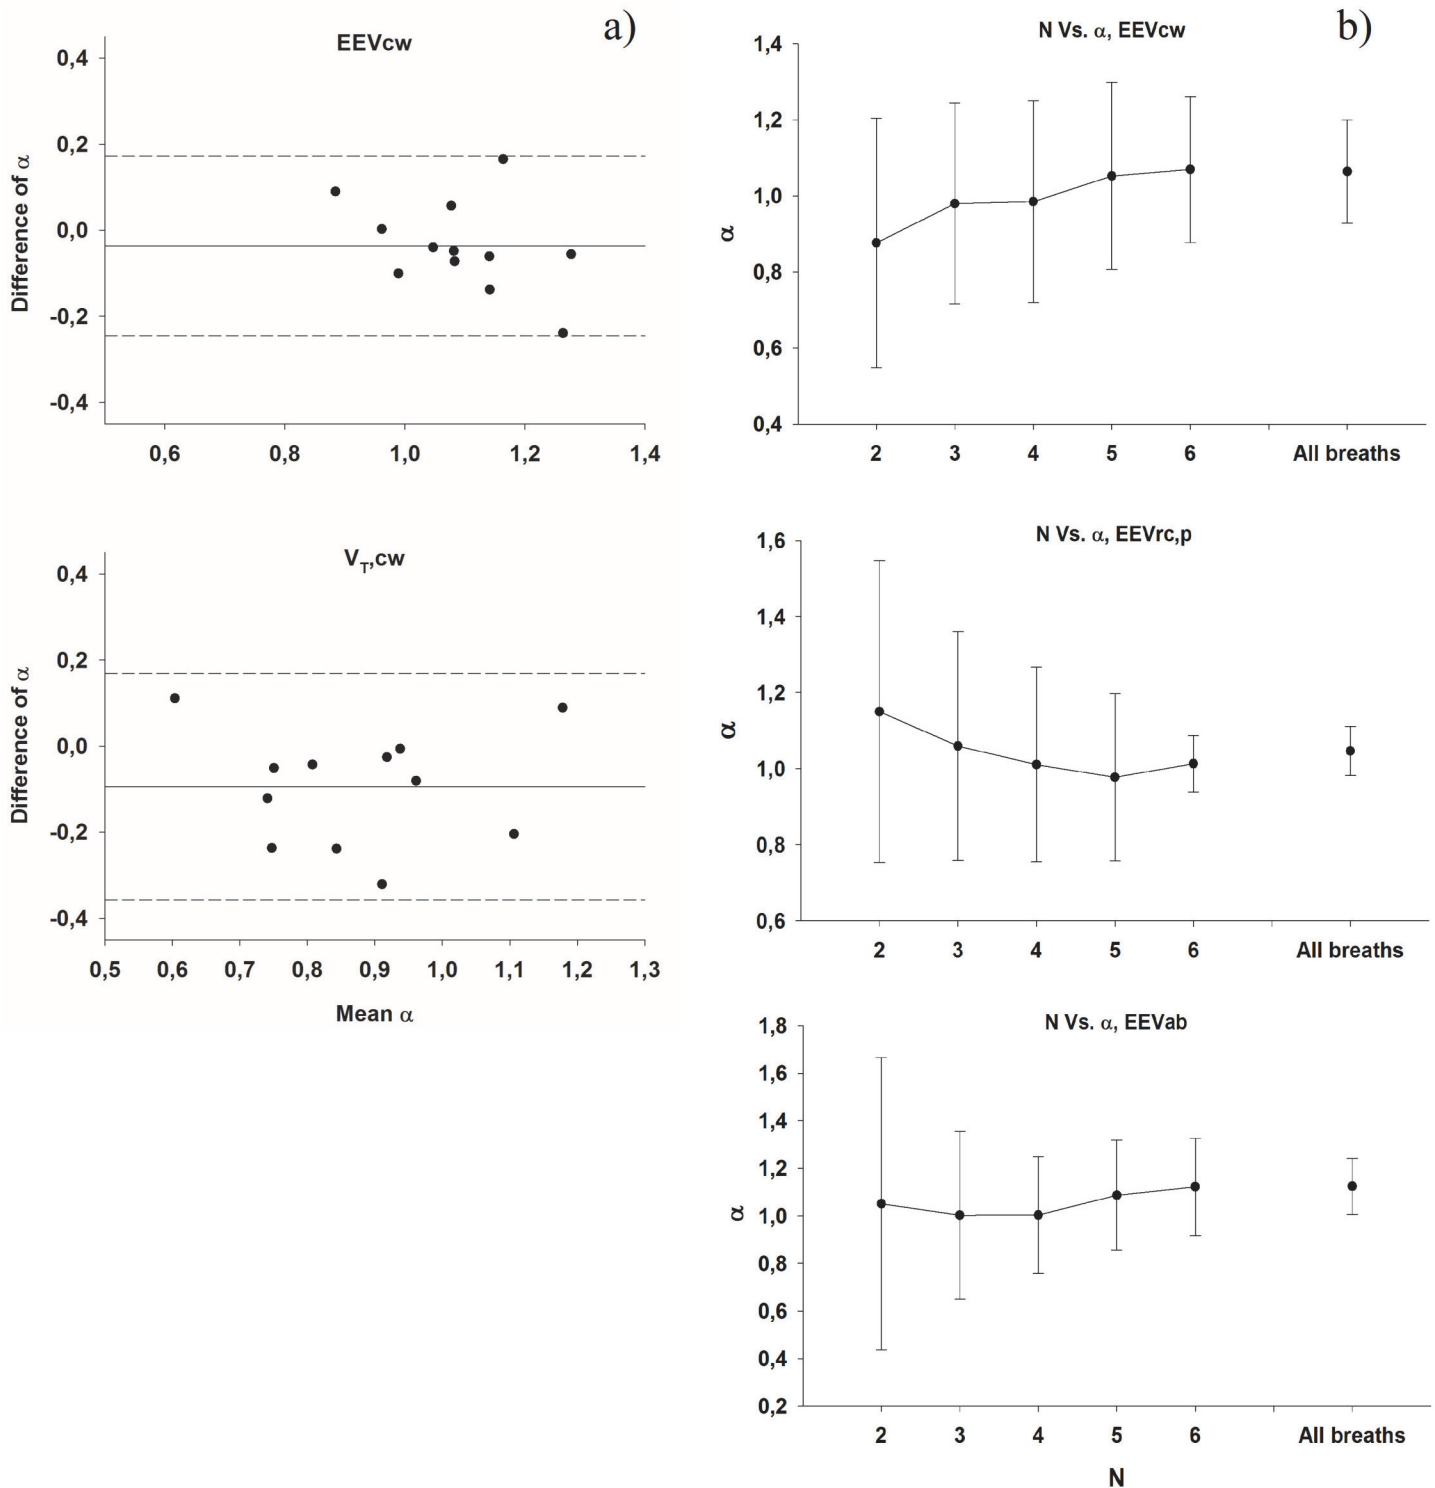 a)
EEVcw
0,4
0,2
0,0
-0,2
-0,4
Difference of α
0,6 0,8 1,0 1,2 1,4
V_T,cw
0,4
0,2
0,0
-0,2
-0,4
Difference of α
0,5 0,6 0,7 0,8 0,9 1,0 1,1 1,2 1,3
Mean α
b)
N Vs. α, EEVcw
1,4
1,2
1,0
0,8
0,6
0,4
α
2 3 4 5 6 All breaths
N Vs. α, EEVrc,p
1,6
1,4
1,2
1,0
0,8
0,6
α
2 3 4 5 6 All breaths
N Vs. α, EEVab
1,8
1,6
1,4
1,2
1,0
0,8
0,6
0,4
0,2
α
2 3 4 5 6 All breaths
N